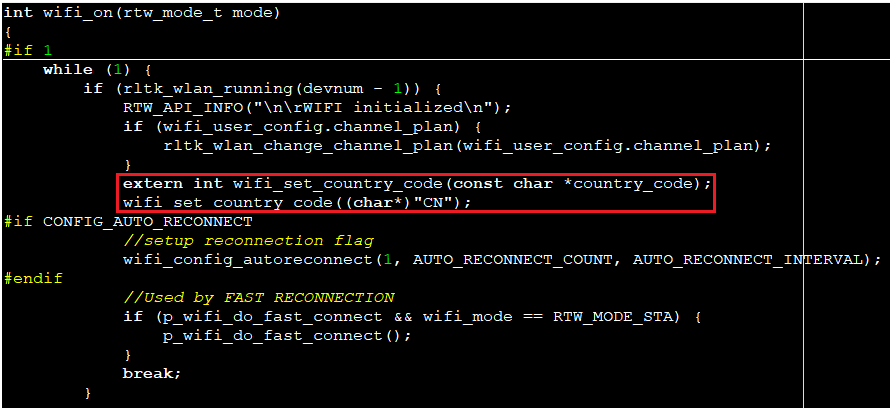 int wifi_on(rtw_mode_t mode)
{
#if 1
    while (1) {
        if (rltk_wlan_running(devnum - 1)) {
            RTW_API_INFO("\n\rWIFI initialized\n");
            if (wifi_user_config.channel_plan) {
                rltk_wlan_change_channel_plan(wifi_user_config.channel_plan);
            }
            extern int wifi_set_country_code(const char *country_code);
            wifi_set_country_code((char*)"CN");
#if CONFIG_AUTO_RECONNECT
            //setup reconnection flag
            wifi_config_autoreconnect(1, AUTO_RECONNECT_COUNT, AUTO_RECONNECT_INTERVAL);
#endif
            //Used by FAST RECONNECTION
            if (p_wifi_do_fast_connect && wifi_mode == RTW_MODE_STA) {
                p_wifi_do_fast_connect();
            }
            break;
        }